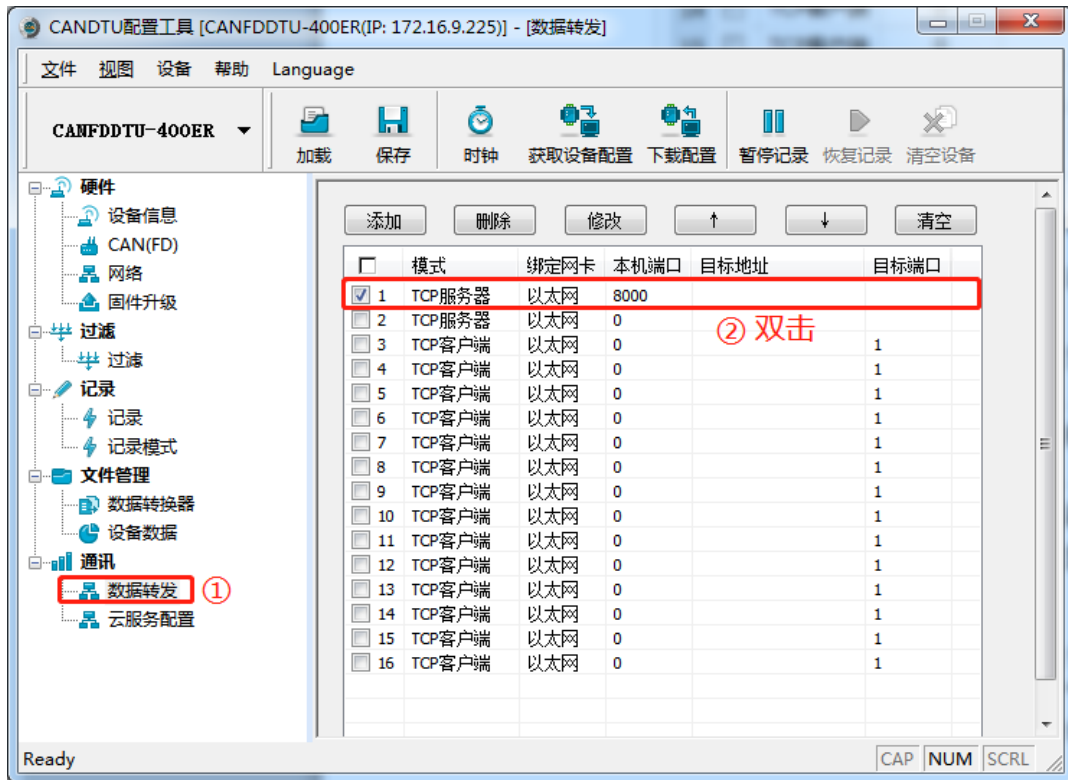 CANDTU配置工具 [CANFDDTU-400ER(IP: 172.16.9.225)] - [数据转发]
文件 视图 设备 帮助 Language
CANFDDTU-400ER 加载 保存 时钟 获取设备配置 下载配置 暂停记录 恢复记录 清空设备
硬件
设备信息
CAN(FD)
网络
固件升级
过滤
过滤
记录
记录
记录模式
文件管理
数据转换器
设备数据
通讯
数据转发 ①
云服务配置
添加 删除 修改 ↑ ↓ 清空
模式 绑定网卡 本机端口 目标地址 目标端口
1 TCP服务器 以太网 8000
2 TCP服务器 以太网 0
② 双击
3 TCP客户端 以太网 0 1
4 TCP客户端 以太网 0 1
5 TCP客户端 以太网 0 1
6 TCP客户端 以太网 0 1
7 TCP客户端 以太网 0 1
8 TCP客户端 以太网 0 1
9 TCP客户端 以太网 0 1
10 TCP客户端 以太网 0 1
11 TCP客户端 以太网 0 1
12 TCP客户端 以太网 0 1
13 TCP客户端 以太网 0 1
14 TCP客户端 以太网 0 1
15 TCP客户端 以太网 0 1
16 TCP客户端 以太网 0 1
Ready CAP NUM SCRL